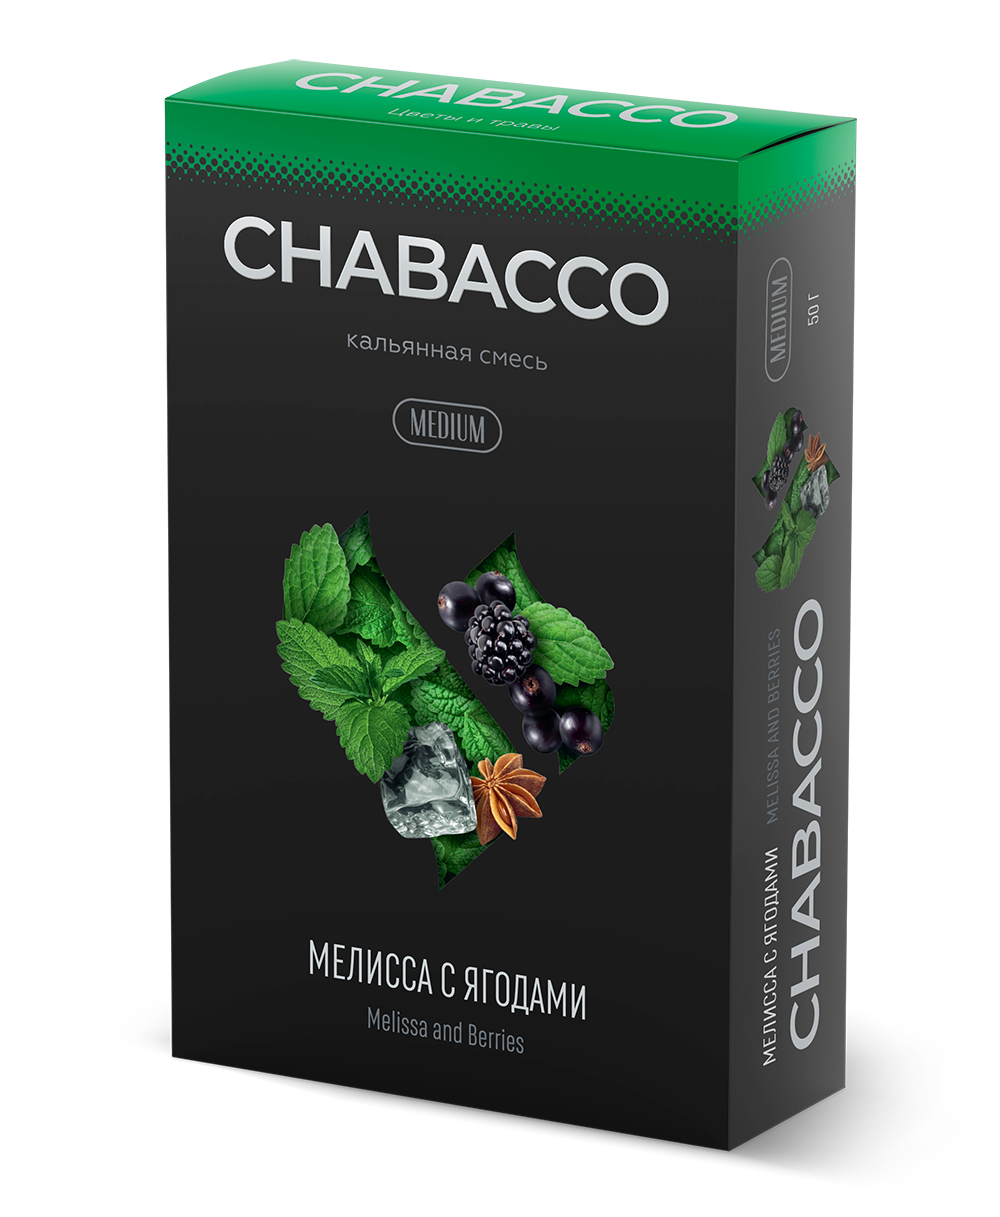 CHABACCO
Цветы и травы
CHABACCO
кальянная смесь
MEDIUM
МЕЛИССА С ЯГОДАМИ
Melissa and Berries
MEDIUM
50 Г
МЕЛИССА С ЯГОДАМИ MELISSA AND BERRIES
CHABACCO